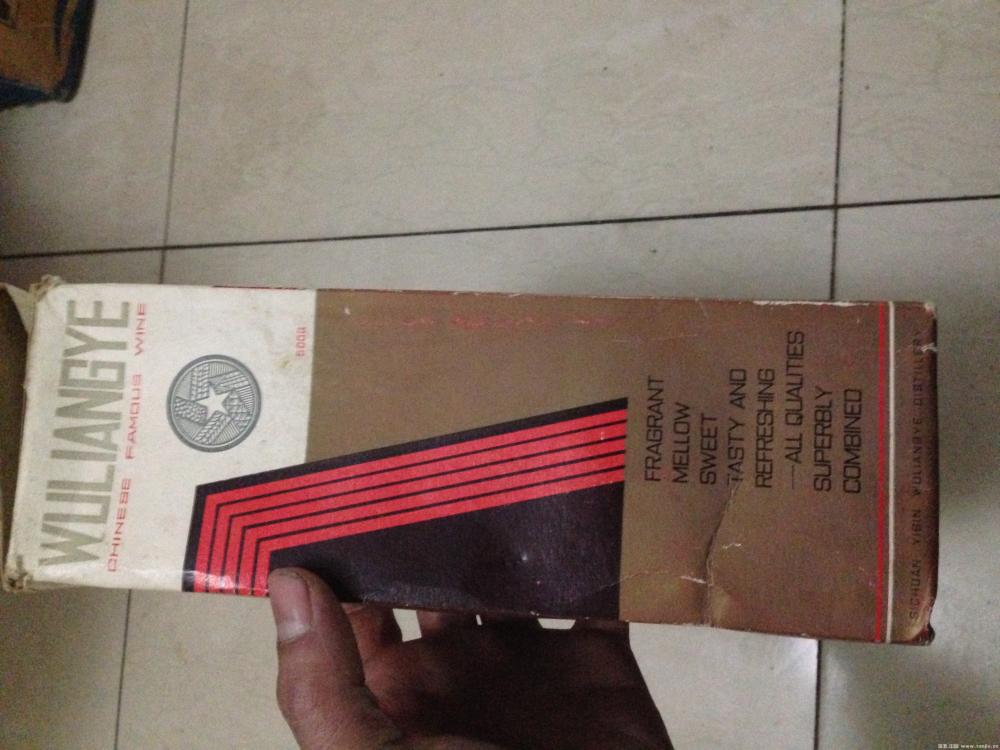 WULIANGYE
CHINESE FAMOUS WINE
500g
FRAGRANT
MELLOW
SWEET
TASTY AND
REFRESHING
—ALL QUALITIES
SUPERBLY
COMBINED
SICHUAN YIBIN WULIANGYE DISTILLERY